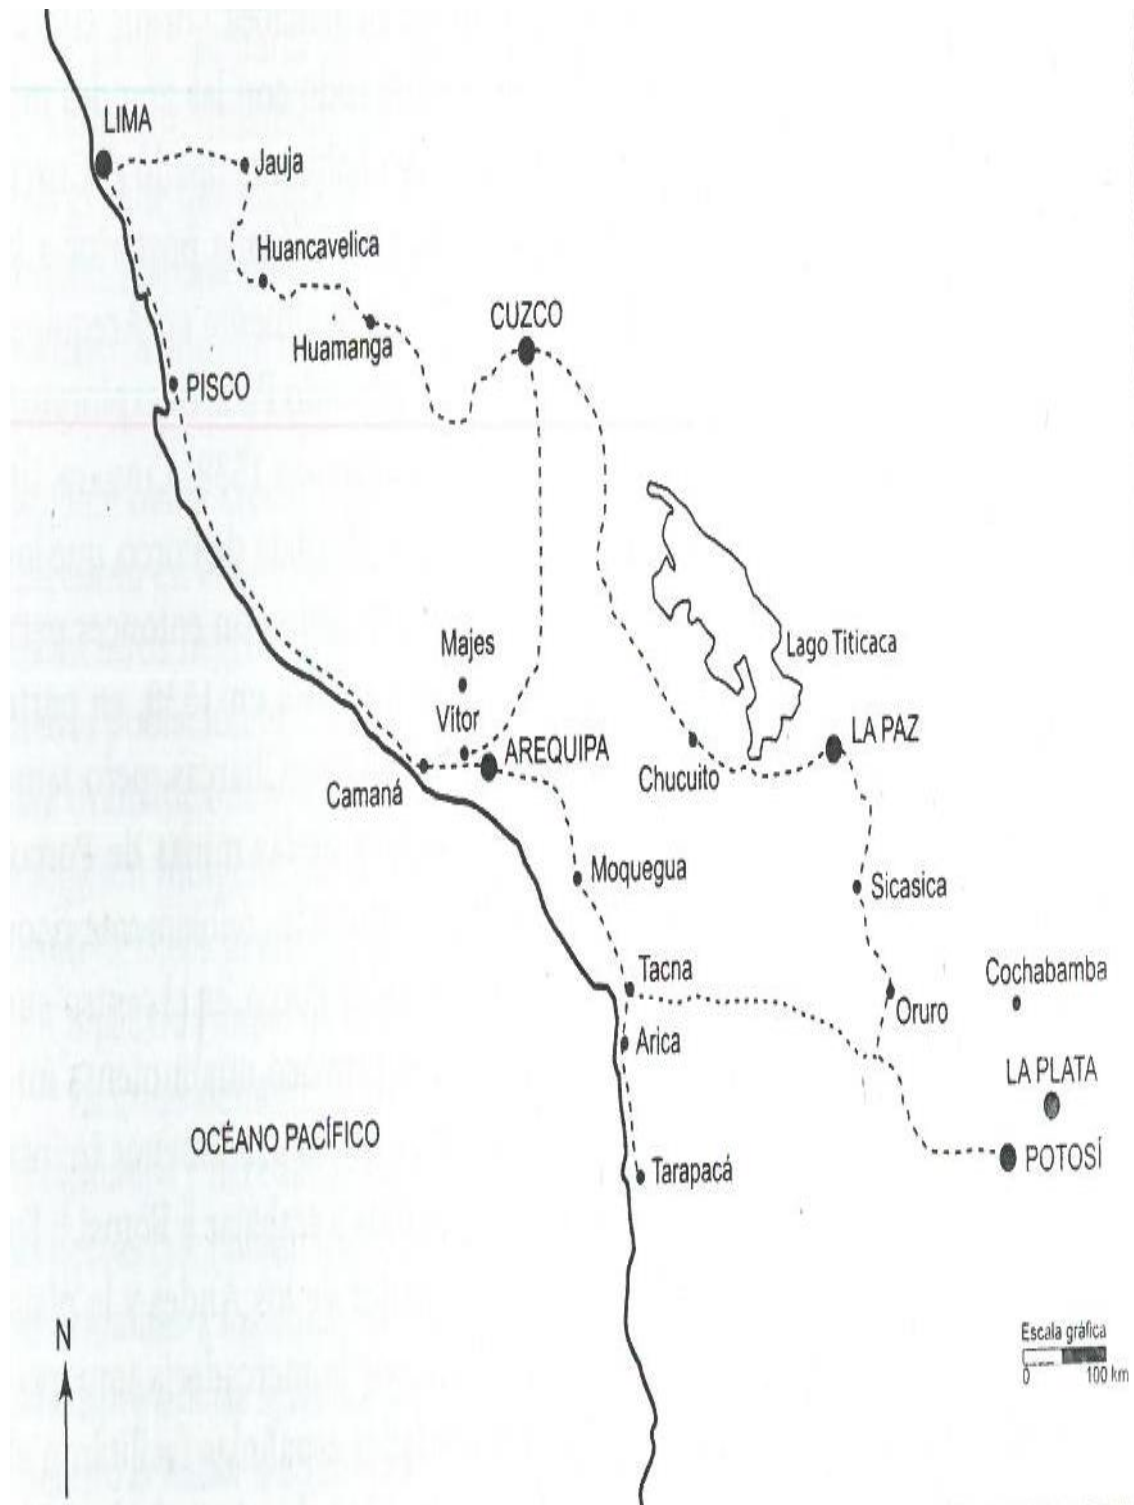 LIMA
Jauja
Huancavelica
CUZCO
Huamanga
PISCO
Majes
Lago Titicaca
Vitor
AREQUIPA
LA PAZ
Camaná
Chucuito
Moquegua
Sicasica
Tacna
Cochabamba
Oruro
Arica
LA PLATA
OCÉANO PACÍFICO
POTOSÍ
Tarapacá
N
Escala gráfica
0 100 km